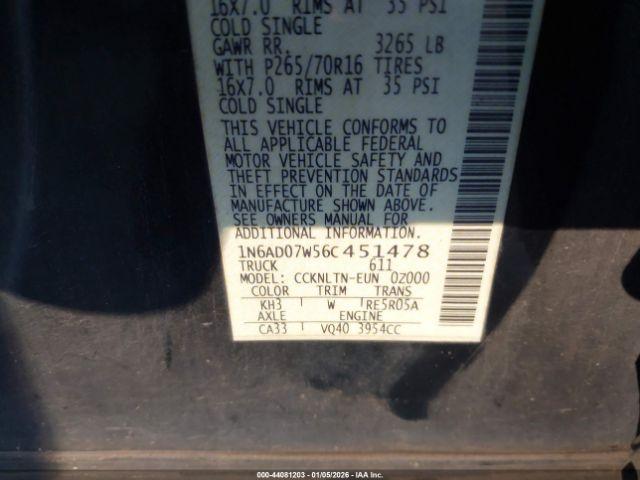 16X7.0 RIMS AT 35 PSI
COLD SINGLE
GAWR RR. 3265 LB
WITH P265/70R16 TIRES
16X7.0 RIMS AT 35 PSI
COLD SINGLE
THIS VEHICLE CONFORMS TO
ALL APPLICABLE FEDERAL
MOTOR VEHICLE SAFETY AND
THEFT PREVENTION STANDARDS
IN EFFECT ON THE DATE OF
MANUFACTURE SHOWN ABOVE.
SEE OWNERS MANUAL FOR
ADDITIONAL INFORMATION.
1N6AD07W56C451478
TRUCK 611
MODEL: CCKNLTN-EUN 0Z000
COLOR TRIM TRANS
KH3 W RE5R05A
AXLE ENGINE
CA33 VQ40 3954CC
000-44081203 - 01/05/2026 - IAA Inc.